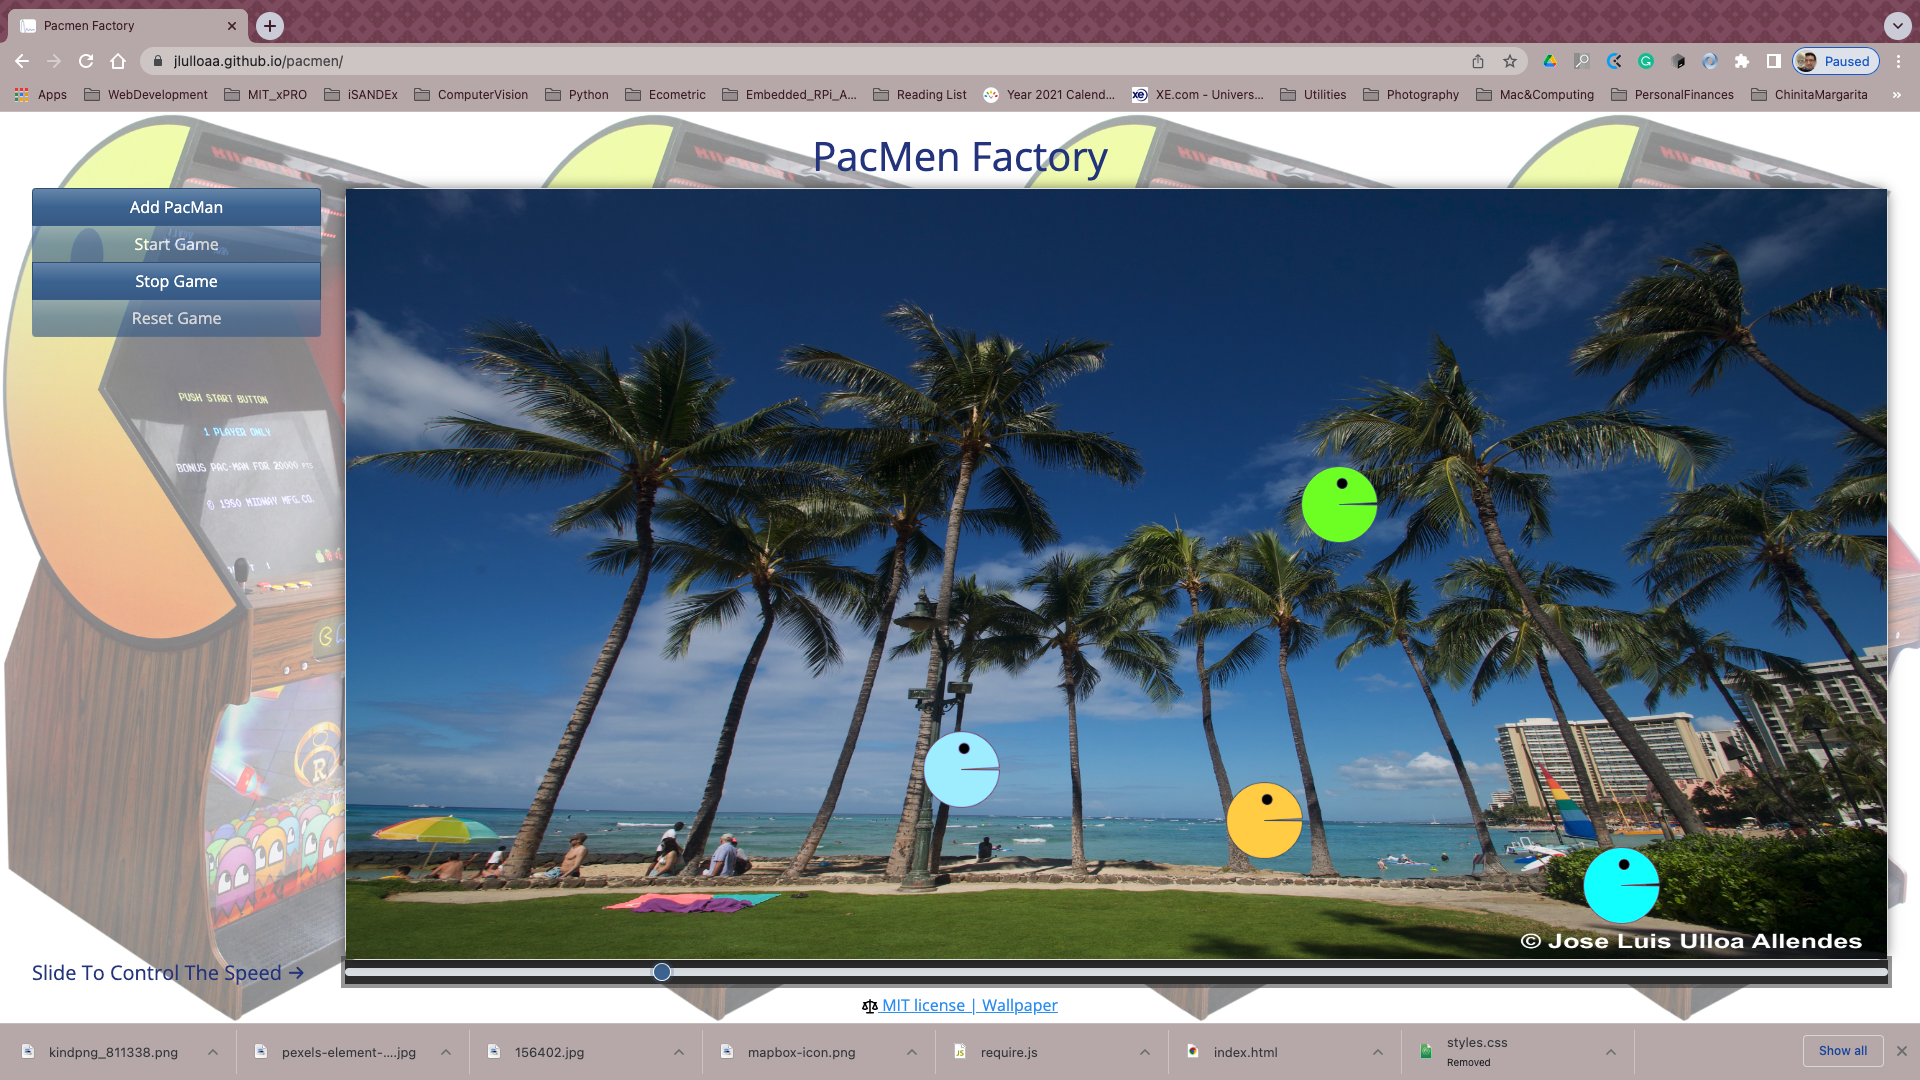 Pacmen Factory
jlulloaa.github.io/pacmen/
Paused
Apps
WebDevelopment
MIT_xPRO
iSANDEx
ComputerVision
Python
Ecometric
Embedded_RPi_A...
Reading List
Year 2021 Calend...
XE.com - Univers...
Utilities
Photography
Mac&Computing
PersonalFinances
ChinitaMargarita
PacMen Factory
Add PacMan
Start Game
Stop Game
Reset Game
PUSH START BUTTON
1 PLAYER ONLY
BONUS PAC-MAN FOR 20000 PTS
© 1980 MIDWAY MFG.CO.
© Jose Luis Ulloa Allendes
Slide To Control The Speed →
MIT license | Wallpaper
kindpng_811338.png
pexels-element-....jpg
156402.jpg
mapbox-icon.png
require.js
index.html
styles.css
Removed
Show all